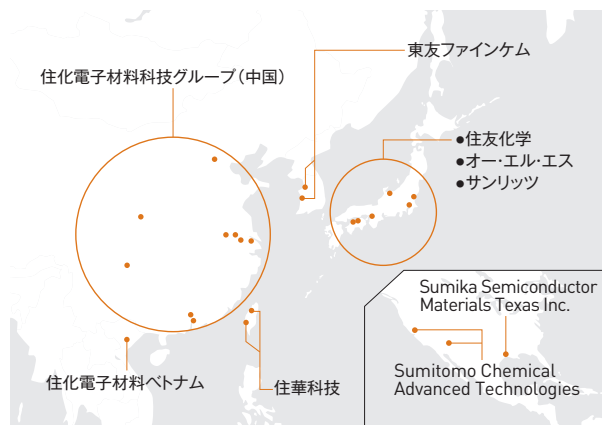 東友ファインケム
住化電子材料科技グループ（中国）
●住友化学
●オー・エル・エス
●サンリッツ
Sumika Semiconductor
Materials Texas Inc.
Sumitomo Chemical
Advanced Technologies
住化電子材料ベトナム
住華科技